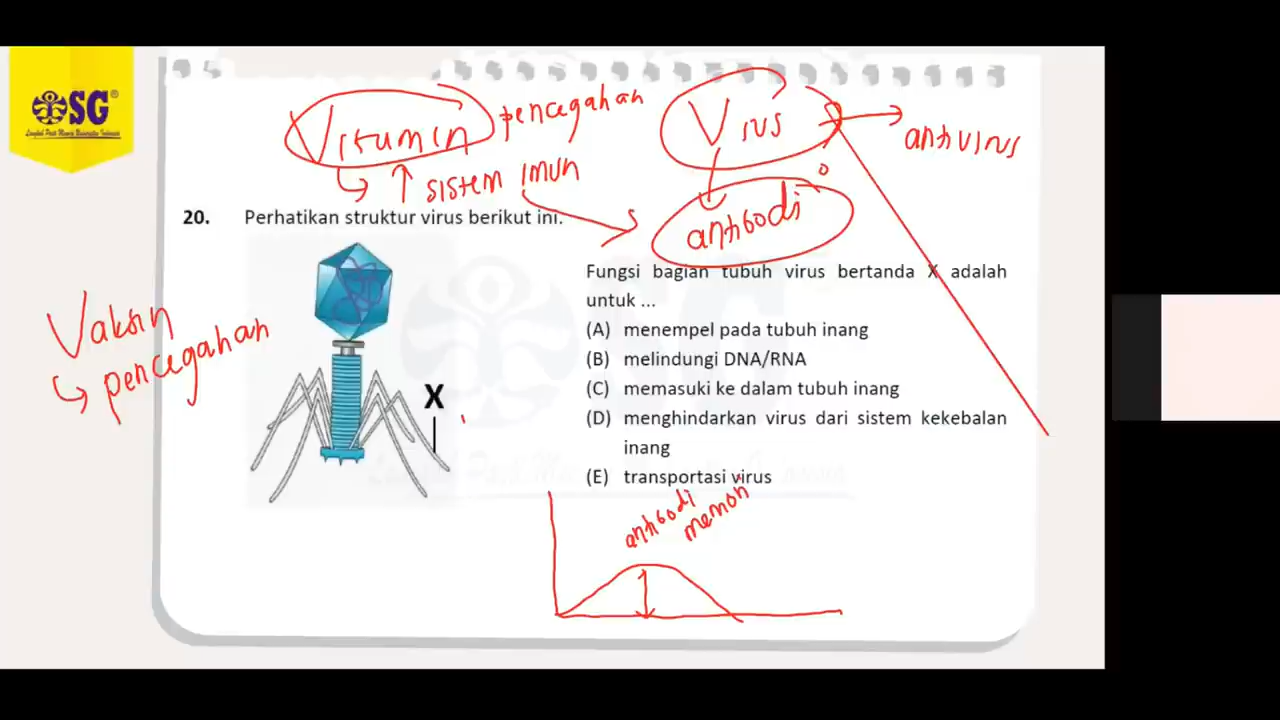 SG®
Vitamin pencegahan
↑ sistem imun
Virus
antivirus
antibodi
20. Perhatikan struktur virus berikut ini.
Vaksin
pencegahan
X
Fungsi bagian tubuh virus bertanda X adalah
untuk ...
(A) menempel pada tubuh inang
(B) melindungi DNA/RNA
(C) memasuki ke dalam tubuh inang
(D) menghindarkan virus dari sistem kekebalan
inang
(E) transportasi virus
antibodi
memori